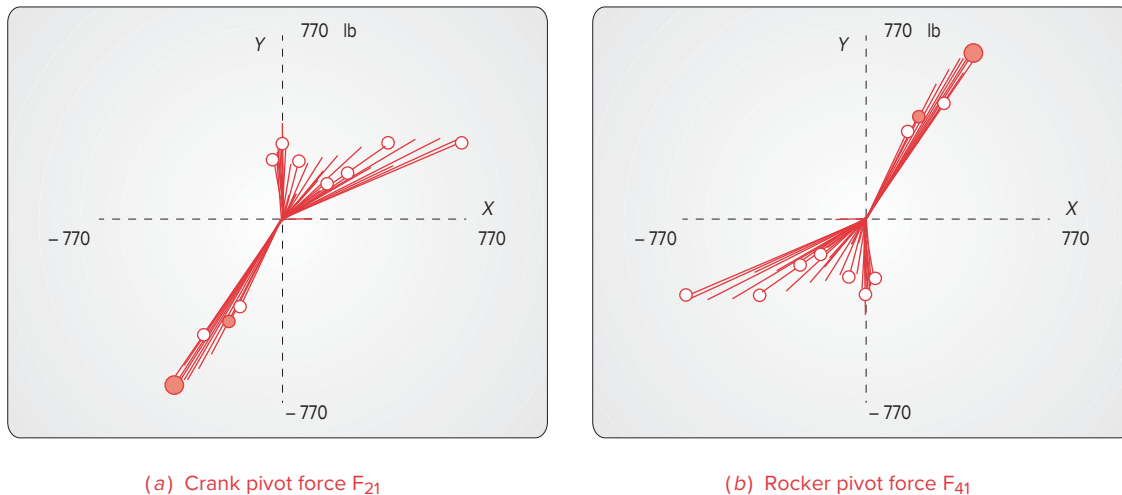 770 lb
Y
X
– 770
770
– 770
(a) Crank pivot force F21
770 lb
Y
X
– 770
770
– 770
(b) Rocker pivot force F41